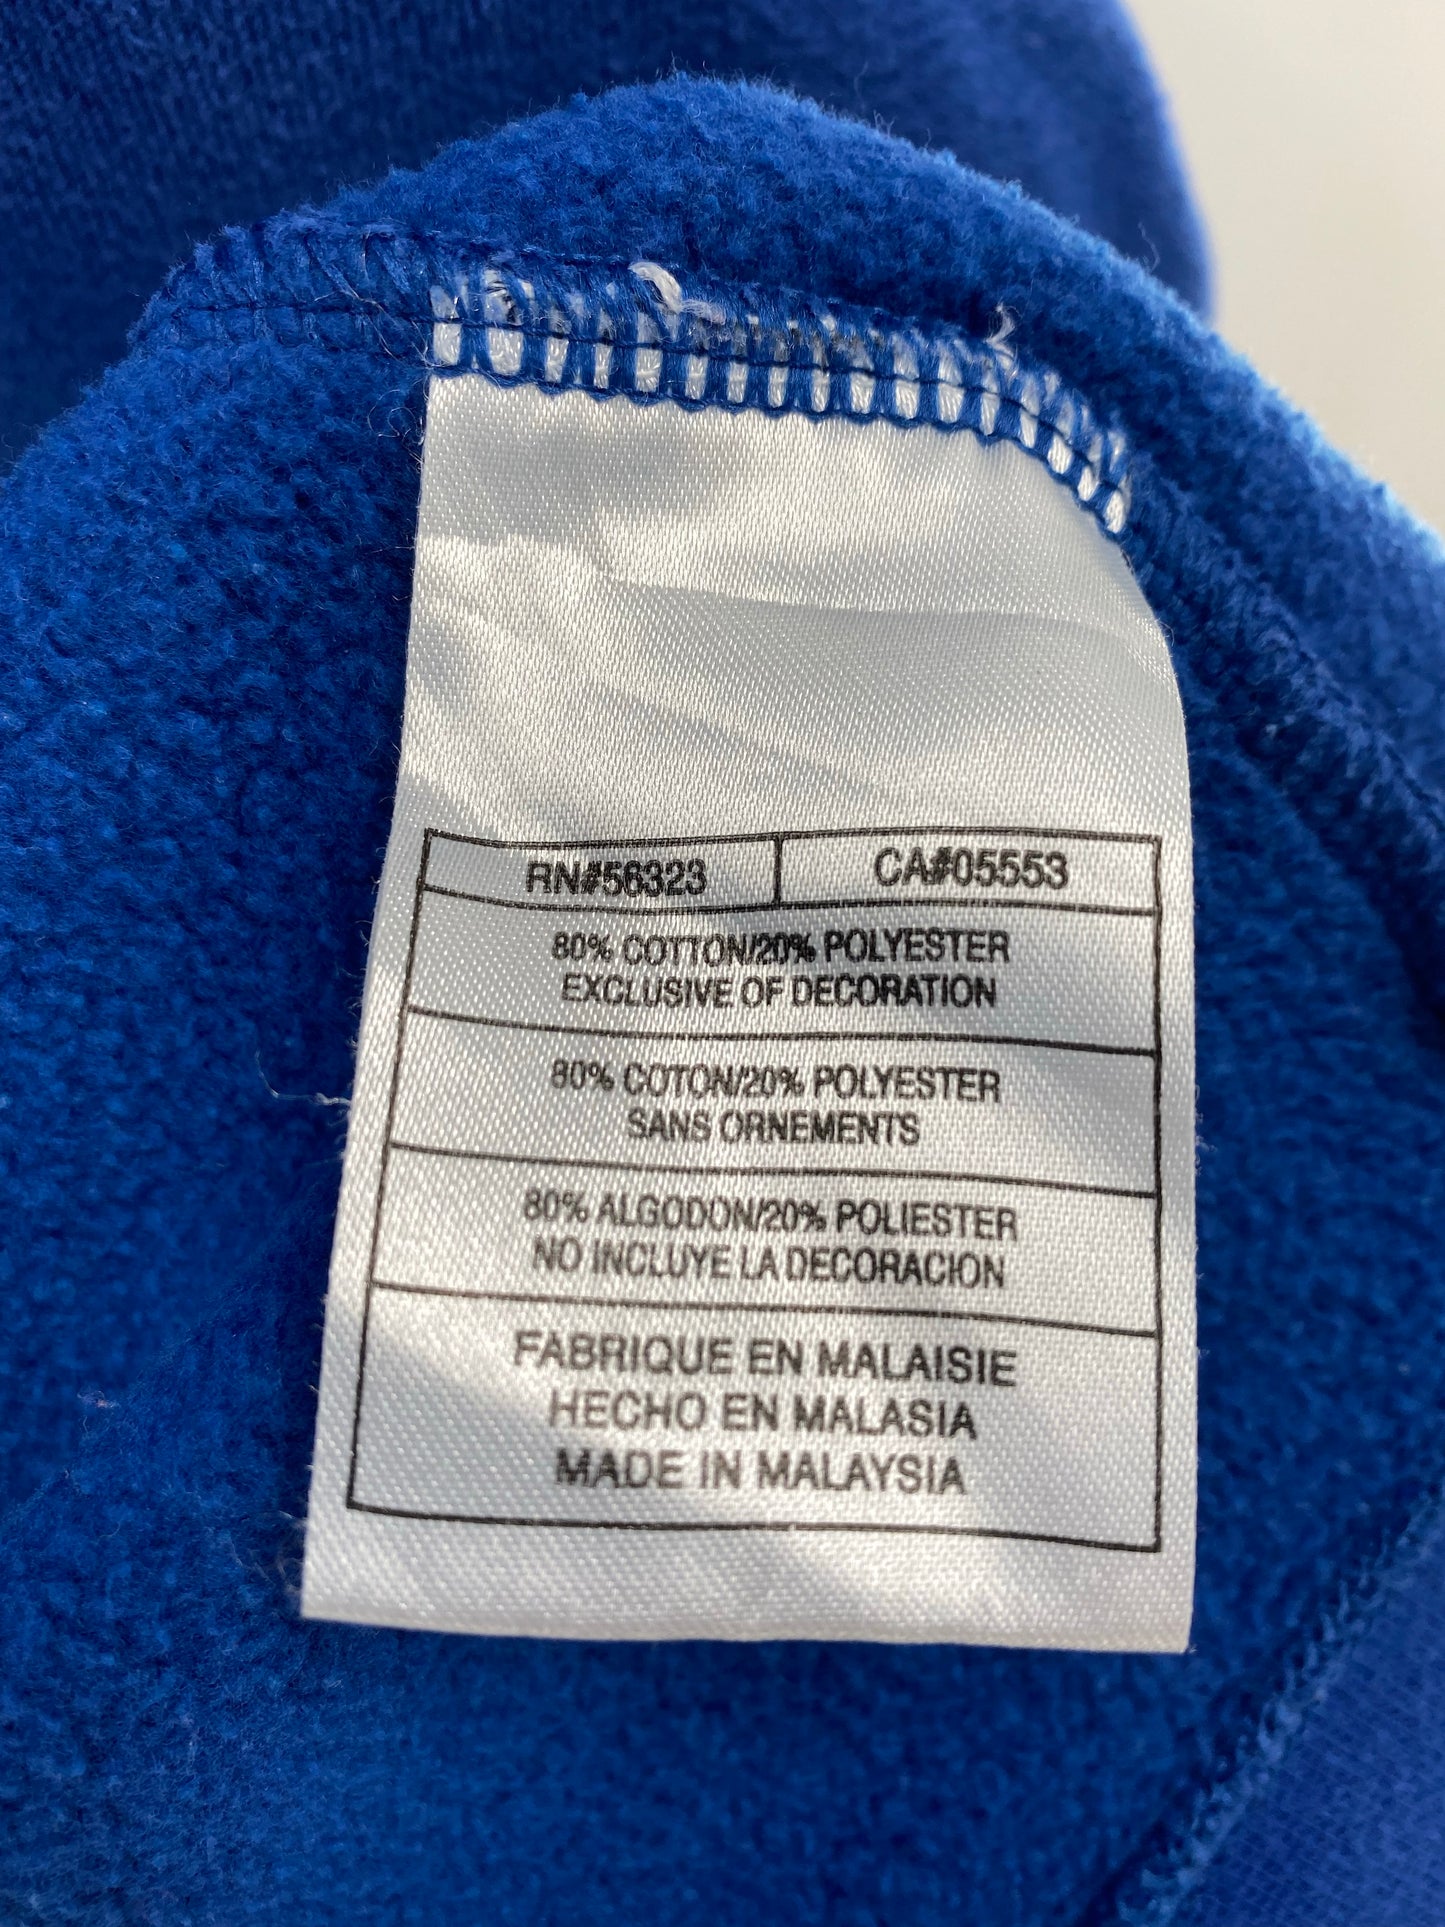 RN#56323 CA#05553
80% COTTON/20% POLYESTER
EXCLUSIVE OF DECORATION
80% COTON/20% POLYESTER
SANS ORNEMENTS
80% ALGODON/20% POLIESTER
NO INCLUYE LA DECORACION
FABRIQUE EN MALAISIE
HECHO EN MALASIA
MADE IN MALAYSIA